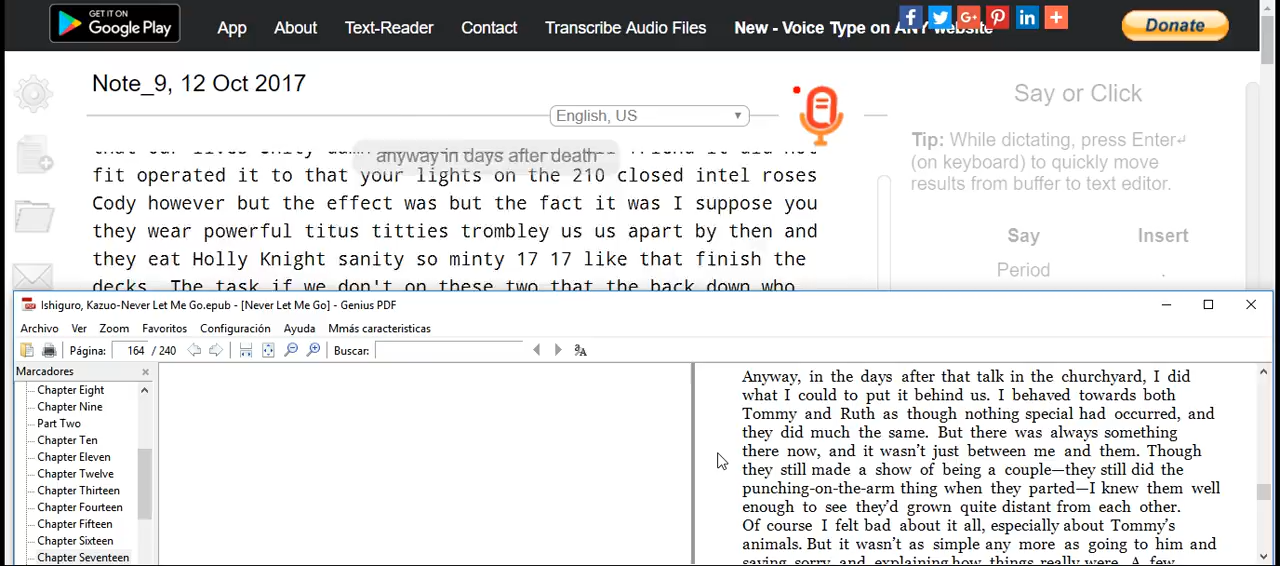 GET IT ON
Google Play
App
About
Text-Reader
Contact
Transcribe Audio Files
New - Voice Type on ANY website
Donate
Note_9, 12 Oct 2017
English, US
anyway in days after death
fit operated it to that your lights on the 210 closed intel roses
Cody however but the effect was but the fact it was I suppose you
they wear powerful titus titties trombley us us apart by then and
they eat Holly Knight sanity so minty 17 17 like that finish the
decks. The task if we don't on these two that the back down who
Say or Click
Tip: While dictating, press Enter↵
(on keyboard) to quickly move
results from buffer to text editor.
Say Insert
Period .
Ishiguro, Kazuo-Never Let Me Go.epub - [Never Let Me Go] - Genius PDF
Archivo Ver Zoom Favoritos Configuración Ayuda Mmás caracteristicas
Página: 164 / 240 Buscar:
Marcadores
Chapter Eight
Chapter Nine
Part Two
Chapter Ten
Chapter Eleven
Chapter Twelve
Chapter Thirteen
Chapter Fourteen
Chapter Fifteen
Chapter Sixteen
Chapter Seventeen
Anyway, in the days after that talk in the churchyard, I did
what I could to put it behind us. I behaved towards both
Tommy and Ruth as though nothing special had occurred, and
they did much the same. But there was always something
there now, and it wasn't just between me and them. Though
they still made a show of being a couple—they still did the
punching-on-the-arm thing when they parted—I knew them well
enough to see they'd grown quite distant from each other.
Of course I felt bad about it all, especially about Tommy's
animals. But it wasn't as simple any more as going to him and
saying sorry and explaining how things really were. A few